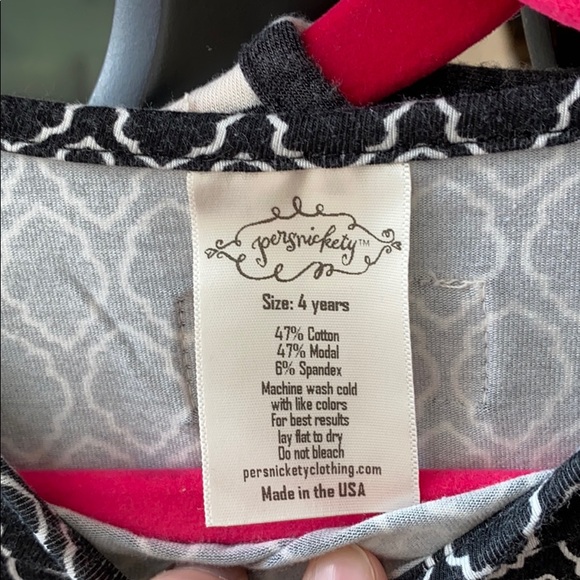 persnickety™
Size: 4 years
47% Cotton
47% Modal
6% Spandex
Machine wash cold
with like colors
For best results
lay flat to dry
Do not bleach
persnicketyclothing.com
Made in the USA